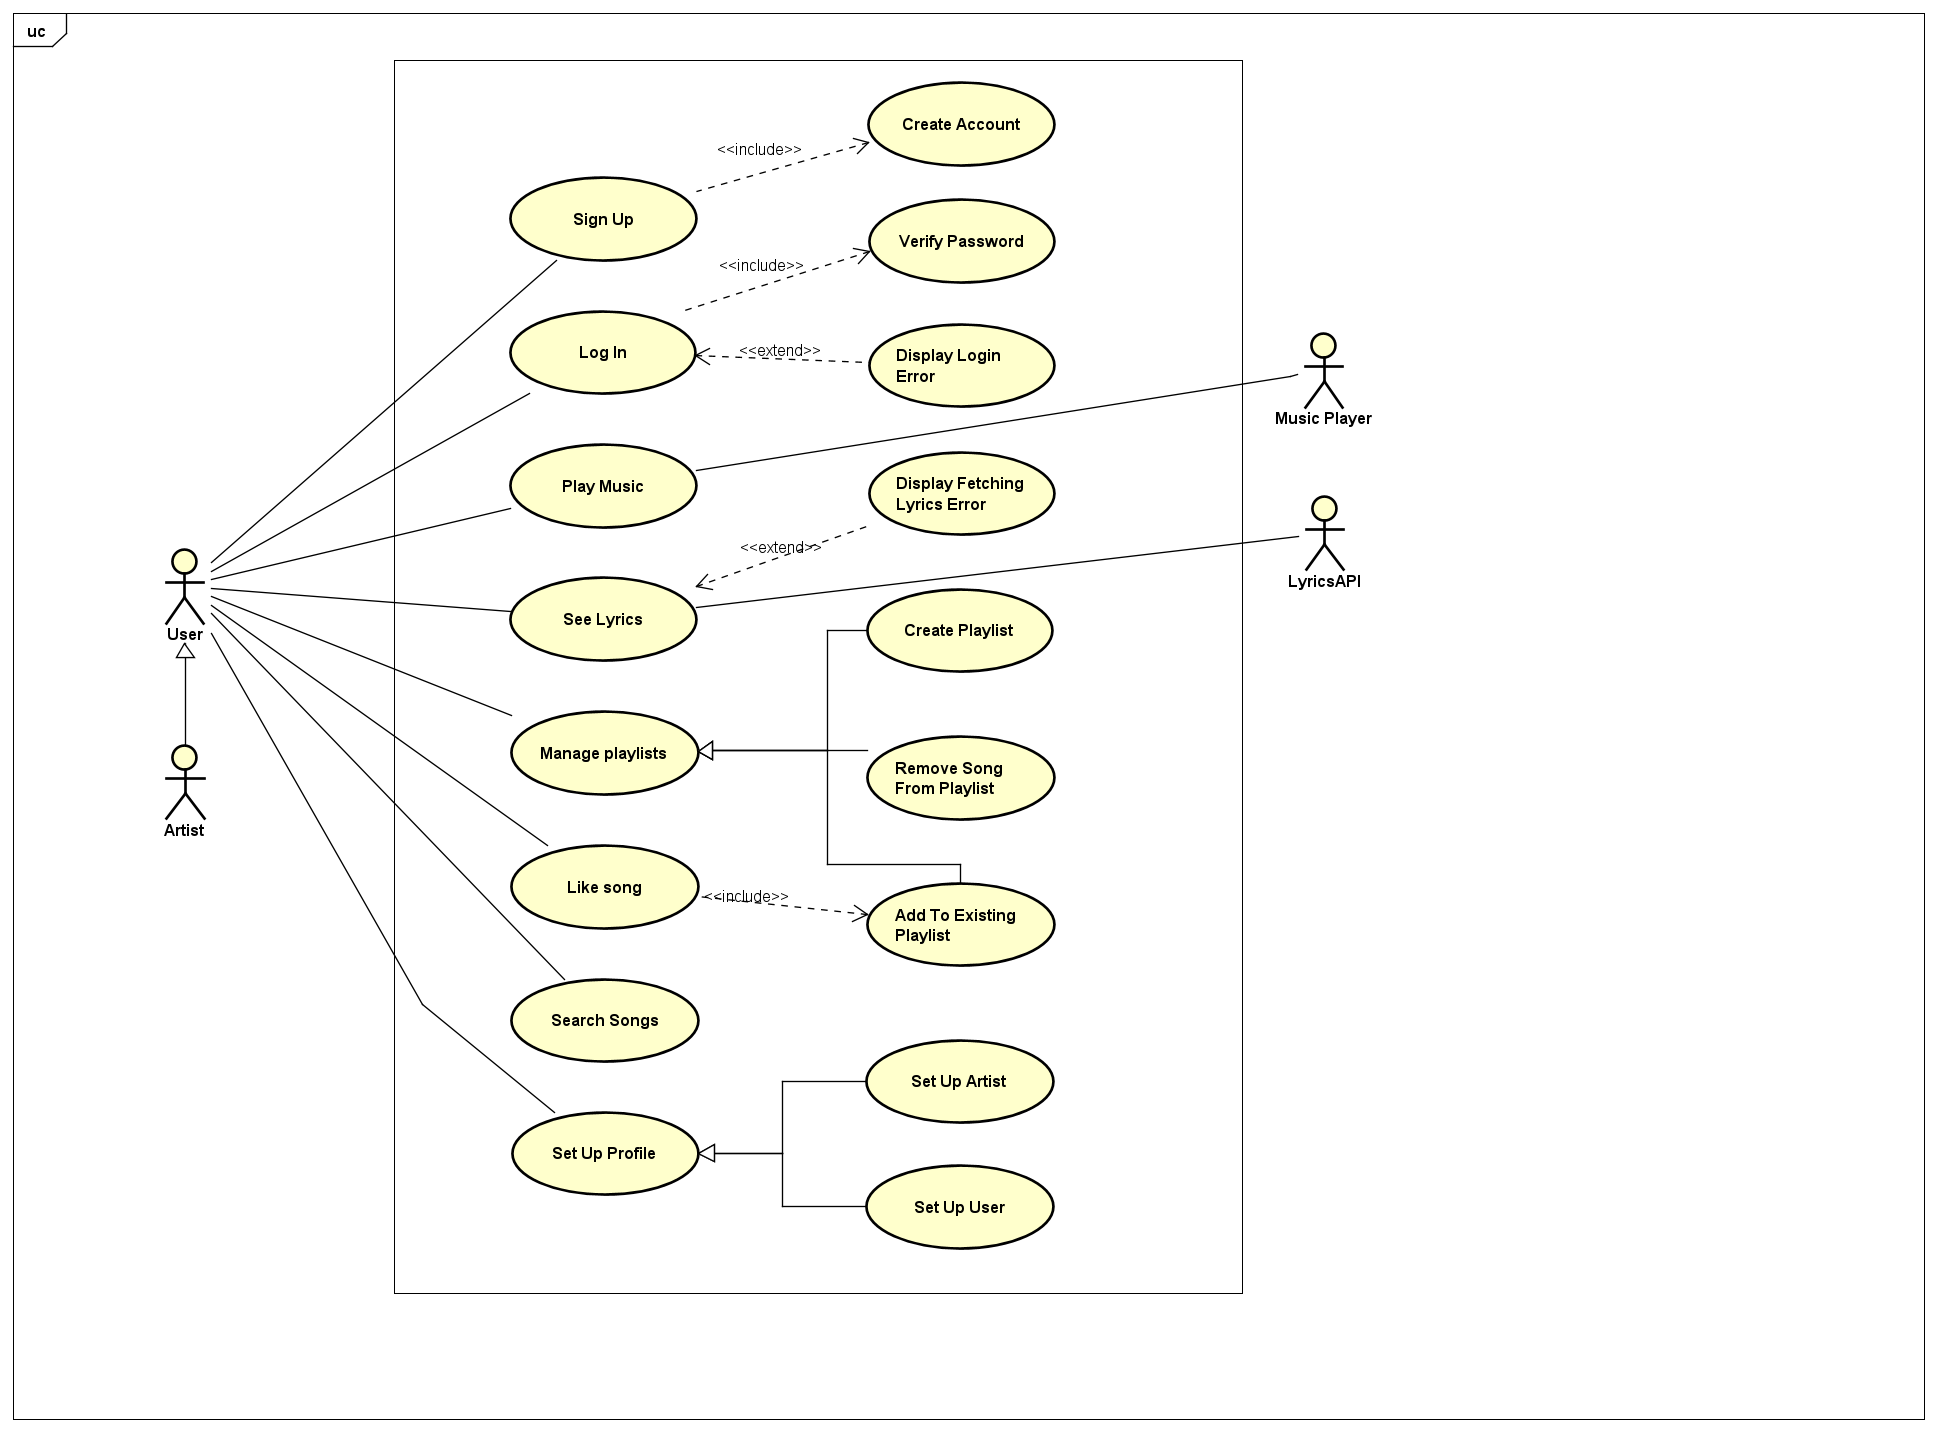 uc
Create Account
<<include>>
Sign Up
Verify Password
<<include>>
Log In
<<extend>>
Display Login
Error
Music Player
Play Music
Display Fetching
Lyrics Error
<<extend>>
LyricsAPI
See Lyrics
Create Playlist
User
Manage playlists
Remove Song
From Playlist
Artist
Like song
<<include>>
Add To Existing
Playlist
Search Songs
Set Up Artist
Set Up Profile
Set Up User